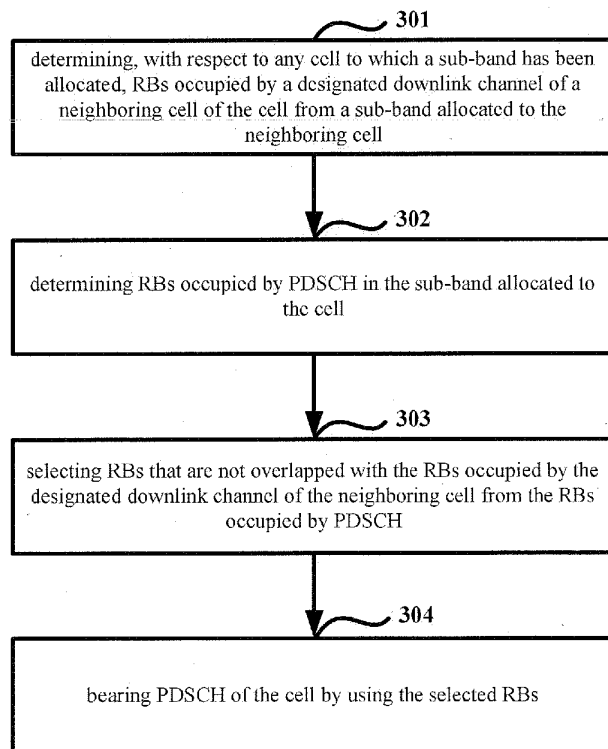 301
determining, with respect to any cell to which a sub-band has been
allocated, RBs occupied by a designated downlink channel of a
neighboring cell of the cell from a sub-band allocated to the
neighboring cell
302
determining RBs occupied by PDSCH in the sub-band allocated to
the cell
303
selecting RBs that are not overlapped with the RBs occupied by the
designated downlink channel of the neighboring cell from the RBs
occupied by PDSCH
304
bearing PDSCH of the cell by using the selected RBs